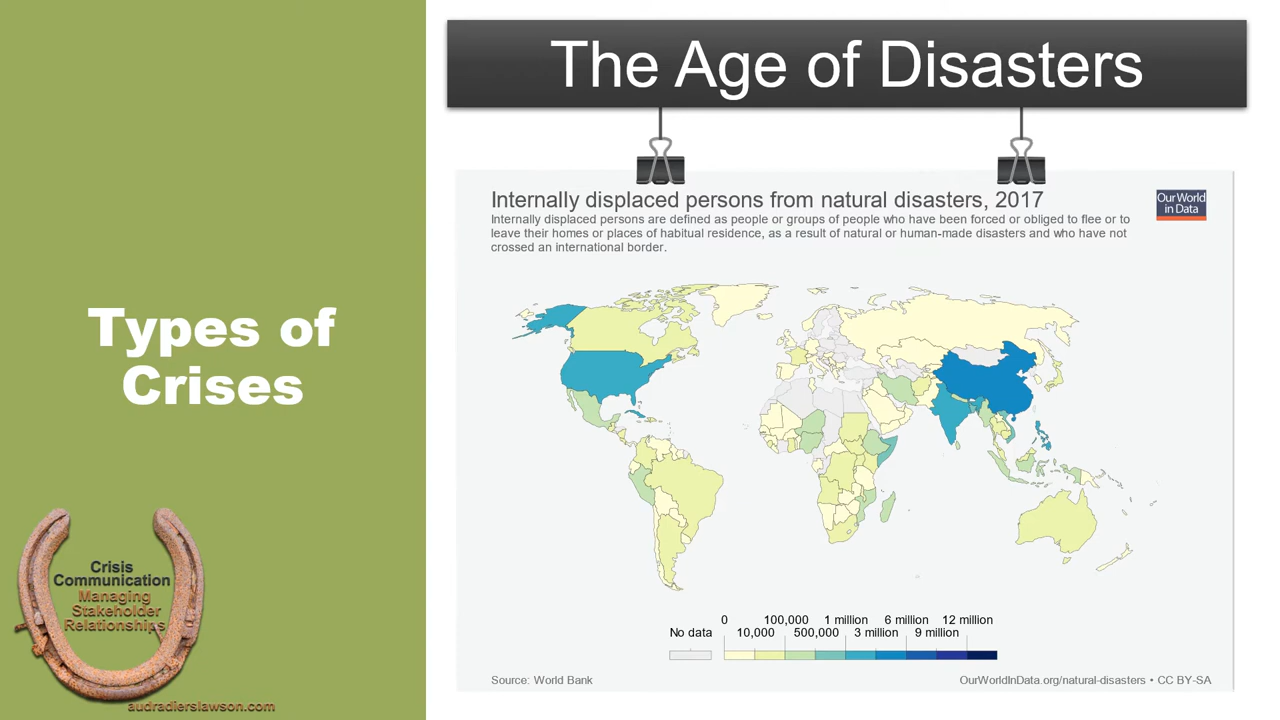 The Age of Disasters
Types of
Crises
Crisis
Communication
Managing
Stakeholder
Relationships
audradierslawson.com
Internally displaced persons from natural disasters, 2017
Our World
in Data
Internally displaced persons are defined as people or groups of people who have been forced or obliged to flee or to
leave their homes or places of habitual residence, as a result of natural or human-made disasters and who have not
crossed an international border.
0 100,000 1 million 6 million 12 million
No data 10,000 500,000 3 million 9 million
Source: World Bank
OurWorldInData.org/natural-disasters • CC BY-SA